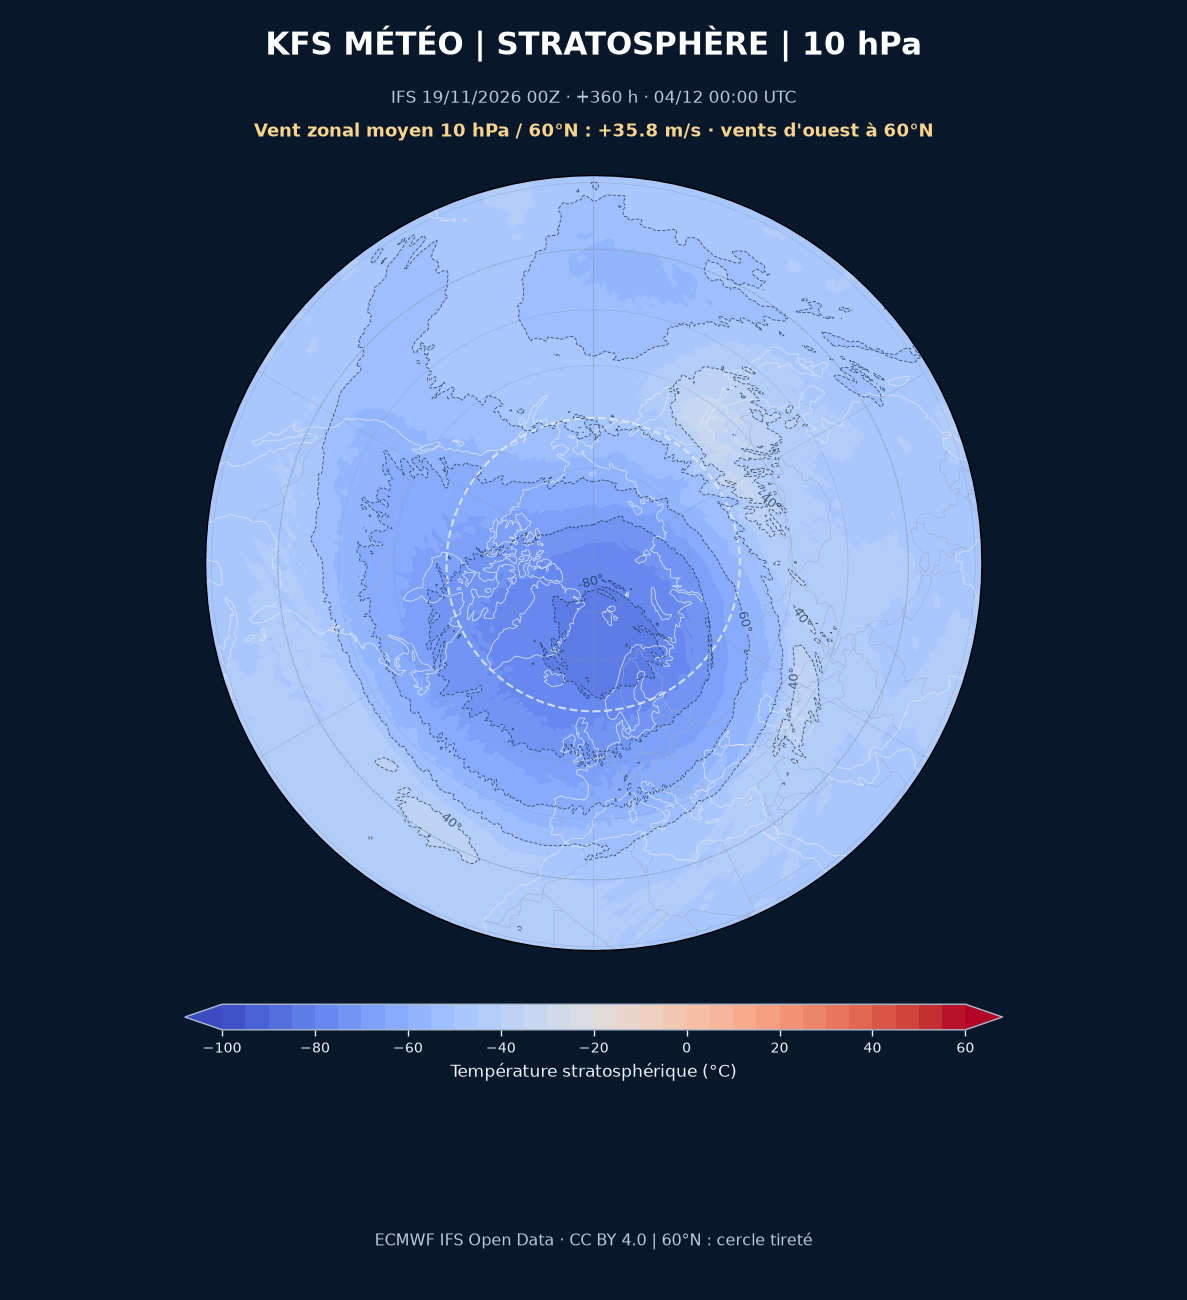 KFS MÉTÉO | STRATOSPHÈRE | 10 hPa
IFS 19/11/2026 00Z · +360 h · 04/12 00:00 UTC
Vent zonal moyen 10 hPa / 60°N : +35.8 m/s · vents d'ouest à 60°N
-40°
-80°
-60°
-40°
-40°
-40°
−100 −80 −60 −40 −20 0 20 40 60
Température stratosphérique (°C)
ECMWF IFS Open Data · CC BY 4.0 | 60°N : cercle tireté